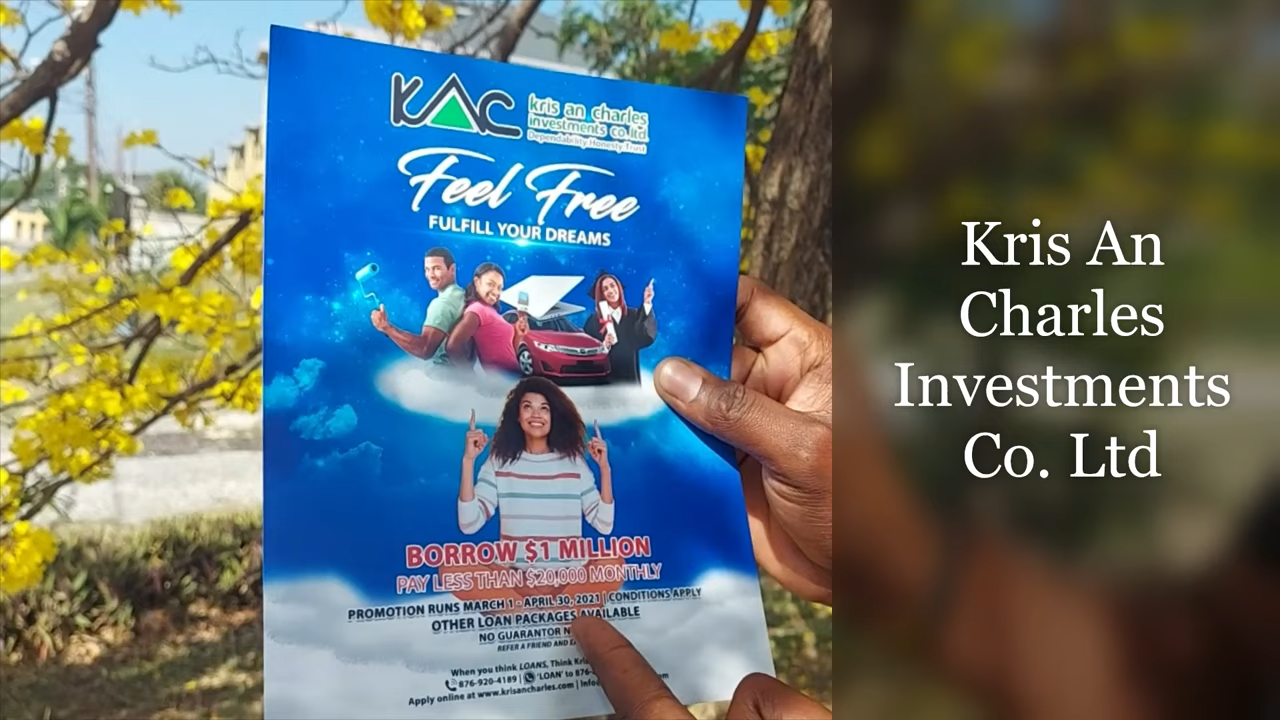 KAC
kris an charles
investments co. ltd
Dependability Honesty Trust
Feel Free
FULFILL YOUR DREAMS
BORROW $1 MILLION
PAY LESS THAN $20,000 MONTHLY
PROMOTION RUNS MARCH 1 - APRIL 30, 2021 | CONDITIONS APPLY
OTHER LOAN PACKAGES AVAILABLE
NO GUARANTOR
REFER A FRIEND AND
When you think LOANS, Think
876-920-4189 | 'LOAN' to 876-
Apply online at www.krisancharles.com |
Kris An
Charles
Investments
Co. Ltd